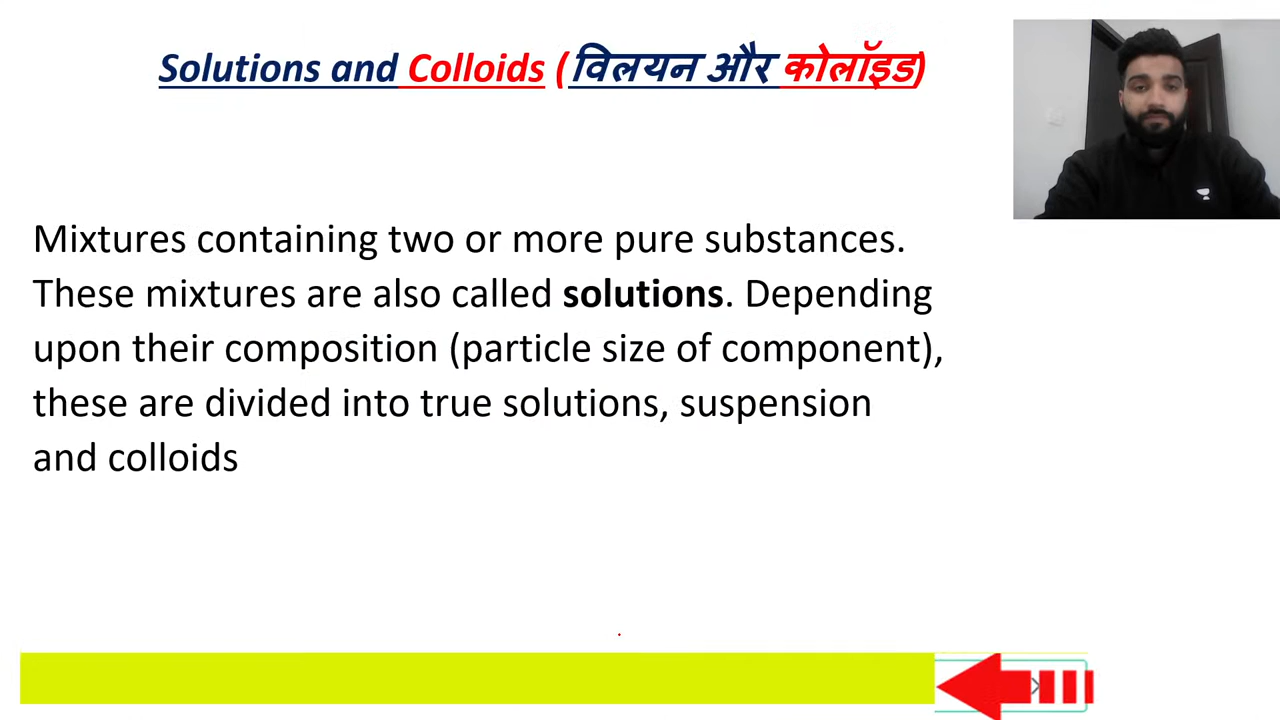 Solutions and Colloids (विलयन और कोलॉइड)
Mixtures containing two or more pure substances.
These mixtures are also called solutions. Depending
upon their composition (particle size of component),
these are divided into true solutions, suspension
and colloids